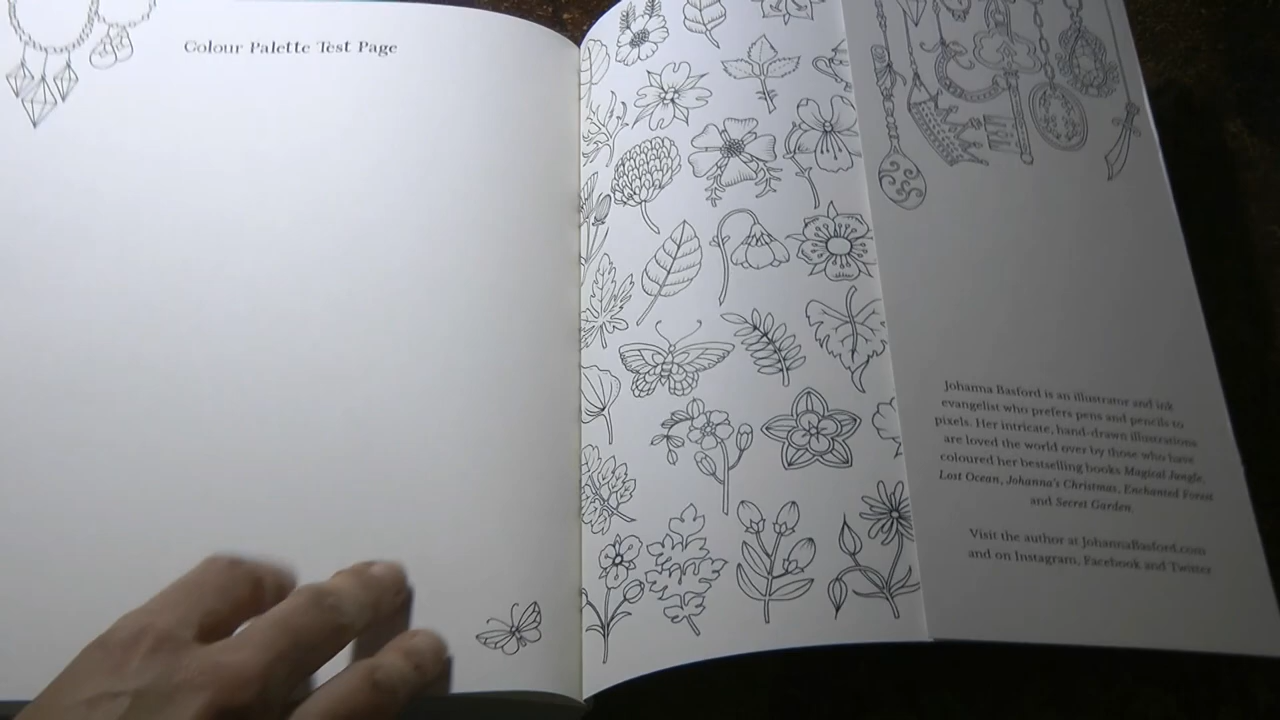 Colour Palette Test Page
Johanna Basford is an illustrator and ink
evangelist who prefers pens and pencils to
pixels. Her intricate, hand-drawn illustrations
are loved the world over by those who have
coloured her bestselling books Magical Jungle,
Lost Ocean, Johanna's Christmas, Enchanted Forest
and Secret Garden.
Visit the author at JohannaBasford.com
and on Instagram, Facebook and Twitter